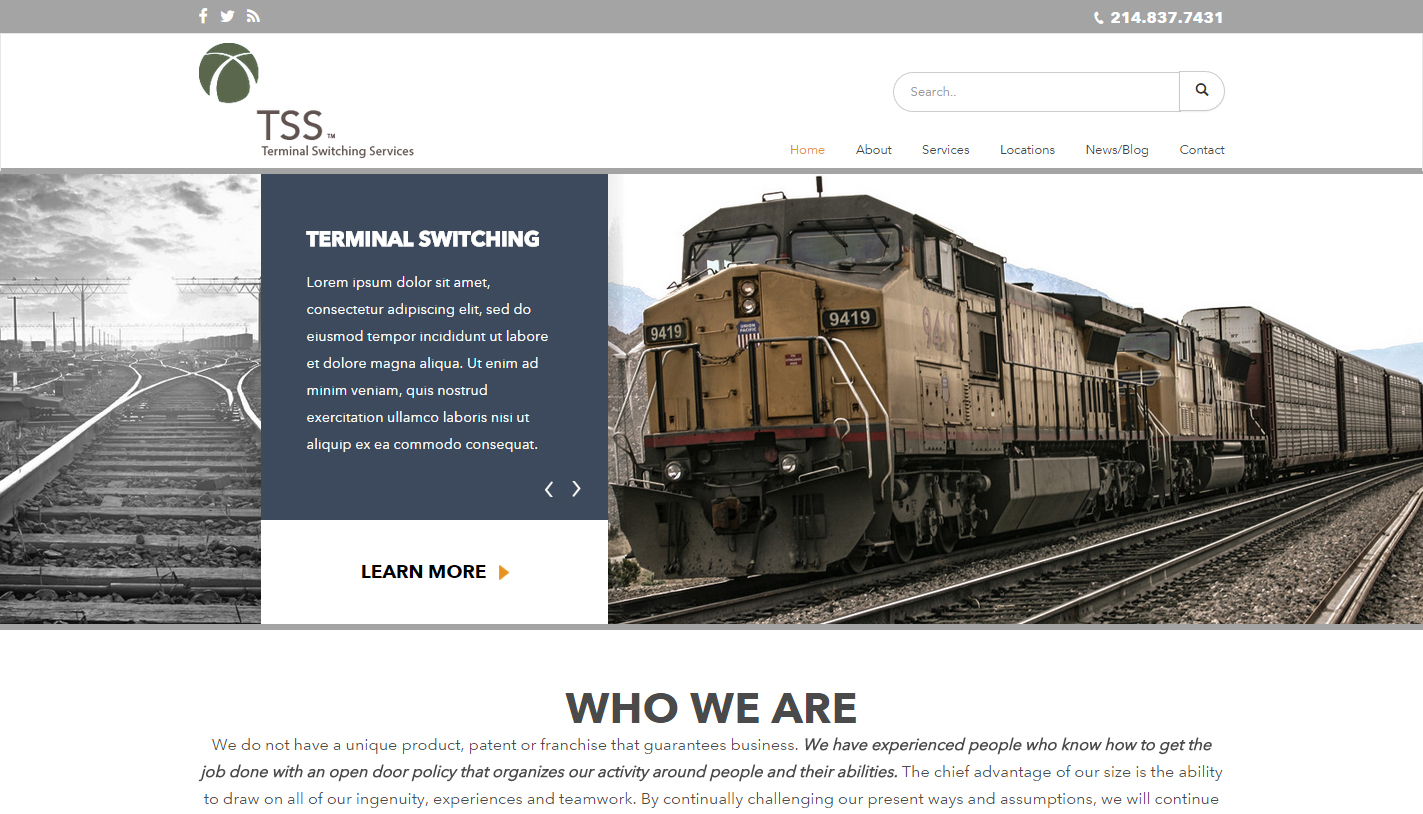 214.837.7431
TSS™
Terminal Switching Services
Search..
Home About Services Locations News/Blog Contact
TERMINAL SWITCHING
Lorem ipsum dolor sit amet,
consectetur adipiscing elit, sed do
eiusmod tempor incididunt ut labore
et dolore magna aliqua. Ut enim ad
minim veniam, quis nostrud
exercitation ullamco laboris nisi ut
aliquip ex ea commodo consequat.
LEARN MORE
9419
9419
9419
UNION
PACIFIC
WHO WE ARE
We do not have a unique product, patent or franchise that guarantees business. We have experienced people who know how to get the
job done with an open door policy that organizes our activity around people and their abilities. The chief advantage of our size is the ability
to draw on all of our ingenuity, experiences and teamwork. By continually challenging our present ways and assumptions, we will continue